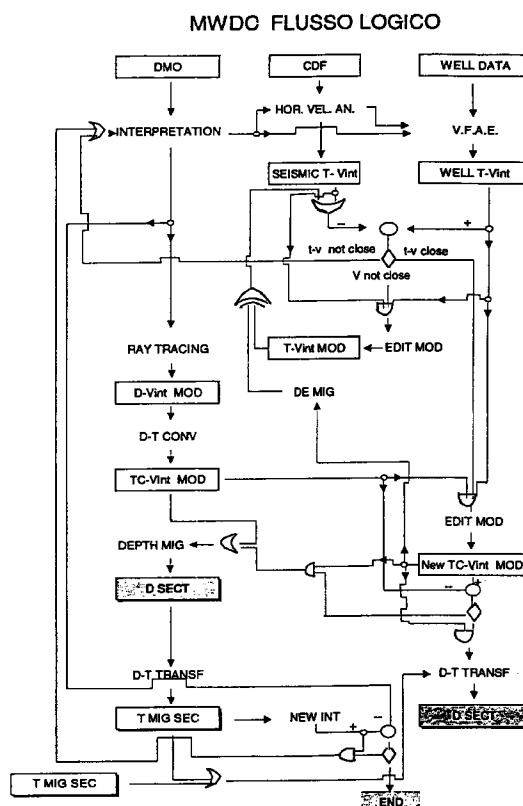 MWDC FLUSSO LOGICO
DMO
CDF
WELL DATA
HOR. VEL. AN.
INTERPRETATION
V.F.A.E.
SEISMIC T- Vint
WELL T-Vint
−
+
t-v not close
t-v close
V not close
T-Vint MOD
EDIT MOD
RAY TRACING
D-Vint MOD
DE MIG
D-T CONV
TC-Vint MOD
EDIT MOD
DEPTH MIG
New TC-Vint MOD
+
−
D SECT
D-T TRANSF
D-T TRANSF
T MIG SEC
NEW INT
+
−
T MIG SEC
END